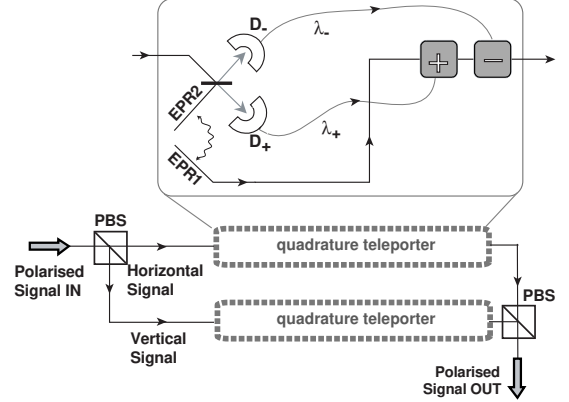 D-
λ-
+
−
EPR2
D+
λ+
EPR1
PBS
quadrature teleporter
Polarised
Signal IN
Horizontal
Signal
PBS
quadrature teleporter
Vertical
Signal
Polarised
Signal OUT